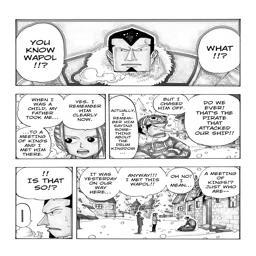 WHAT
!!?
YOU
KNOW
WAPOL
!!?
DO WE
EVER!
THAT'S THE
PIRATE
THAT
ATTACKED
OUR SHIP!!
BUT I
CHASED
HIM OFF.
ACTUALLY,
I
REMEMBER
HIM
SAYING
SOME-
THING
ABOUT
THE
DRUM
KINGDOM.
YES. I
REMEMBER
HIM
CLEARLY
NOW.
WHEN I
WAS A
CHILD, MY
FATHER
TOOK ME...
...TO A
MEETING
OF KINGS
AND I
MET HIM
THERE.
A MEETING
OF
KINGS!?
JUST WHO
ARE--
OH NO!
I
MEAN...
ANYWAY!!!
I MET
THIS
WAPOL!!
IT WAS
YESTERDAY
ON OUR
WAY
HERE...
!!
IS THAT
SO!?